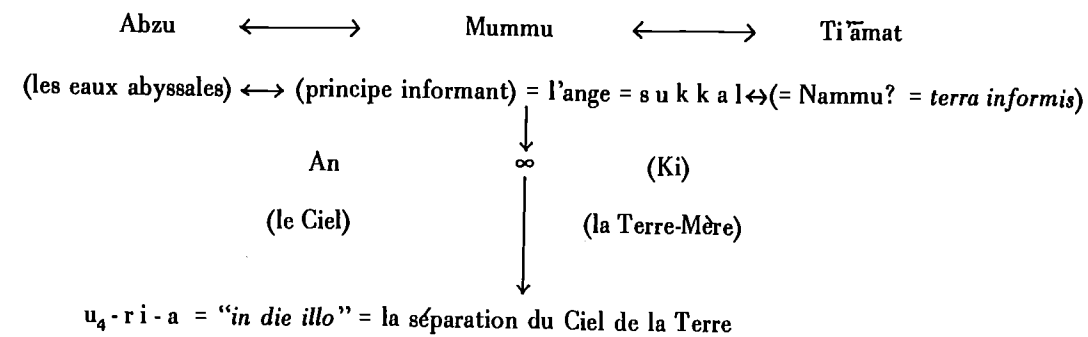 Abzu ⟷ Mummu ⟷ Ti'āmat
(les eaux abyssales) ⟷ (principe informant) = l'ange = s u k k a l ↔ (= Nammu? = terra informis)
An ∞ (Ki)
(le Ciel) (la Terre-Mère)
u₄ - r i - a = “in die illo” = la séparation du Ciel de la Terre